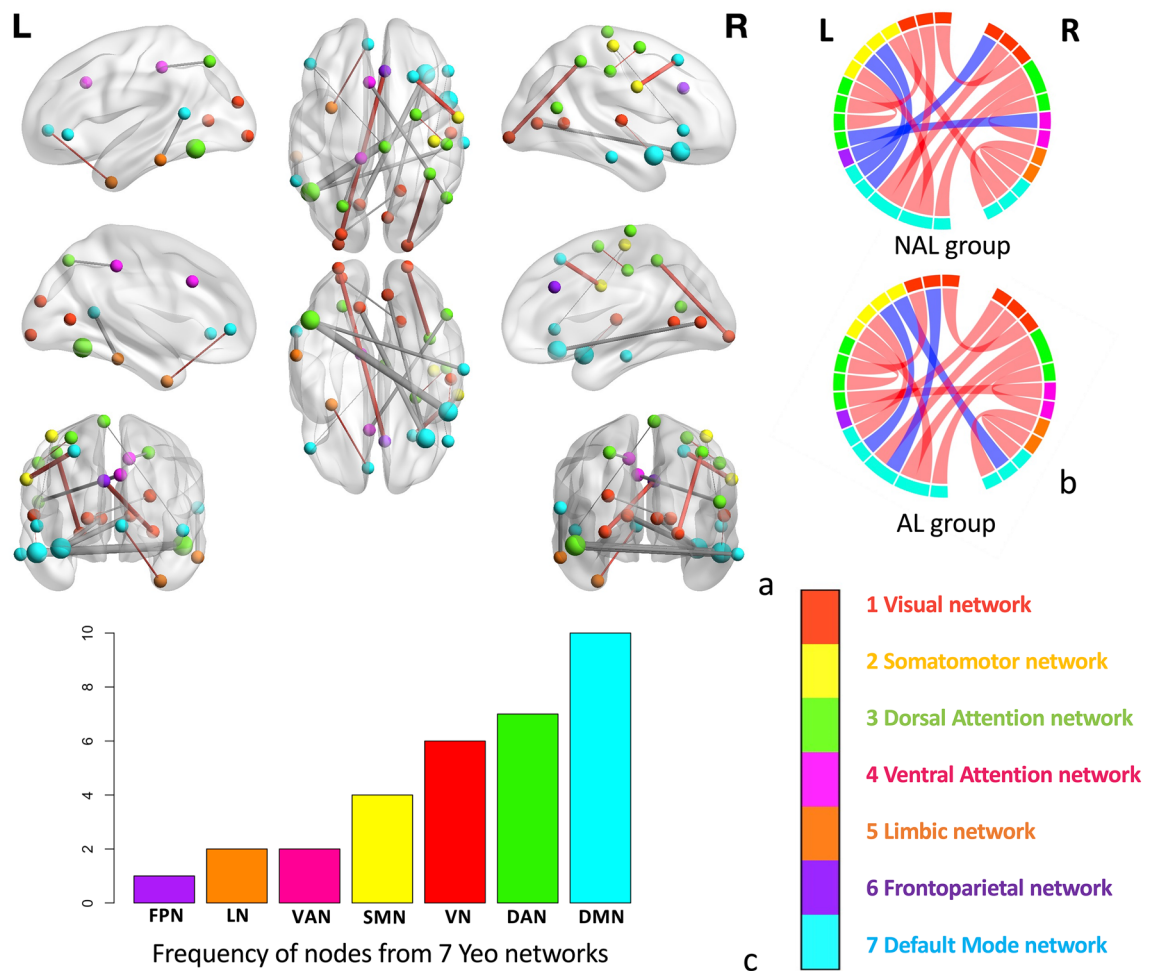 L
R
L
R
NAL group
b
AL group
a
1 Visual network
2 Somatomotor network
3 Dorsal Attention network
4 Ventral Attention network
5 Limbic network
6 Frontoparietal network
7 Default Mode network
10
8
6
4
2
0
FPN LN VAN SMN VN DAN DMN
Frequency of nodes from 7 Yeo networks
c